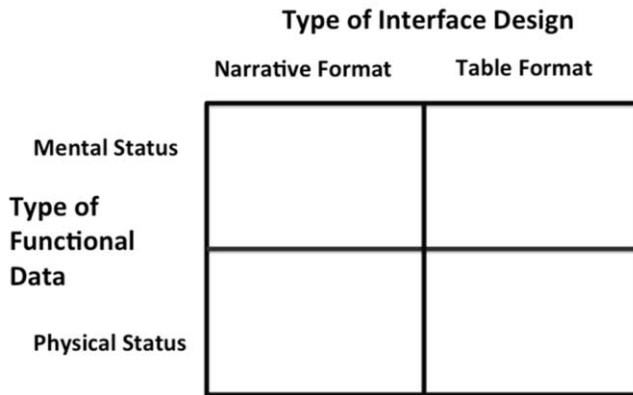 Type of Interface Design
Narrative Format Table Format
Mental Status
Type of
Functional
Data
Physical Status